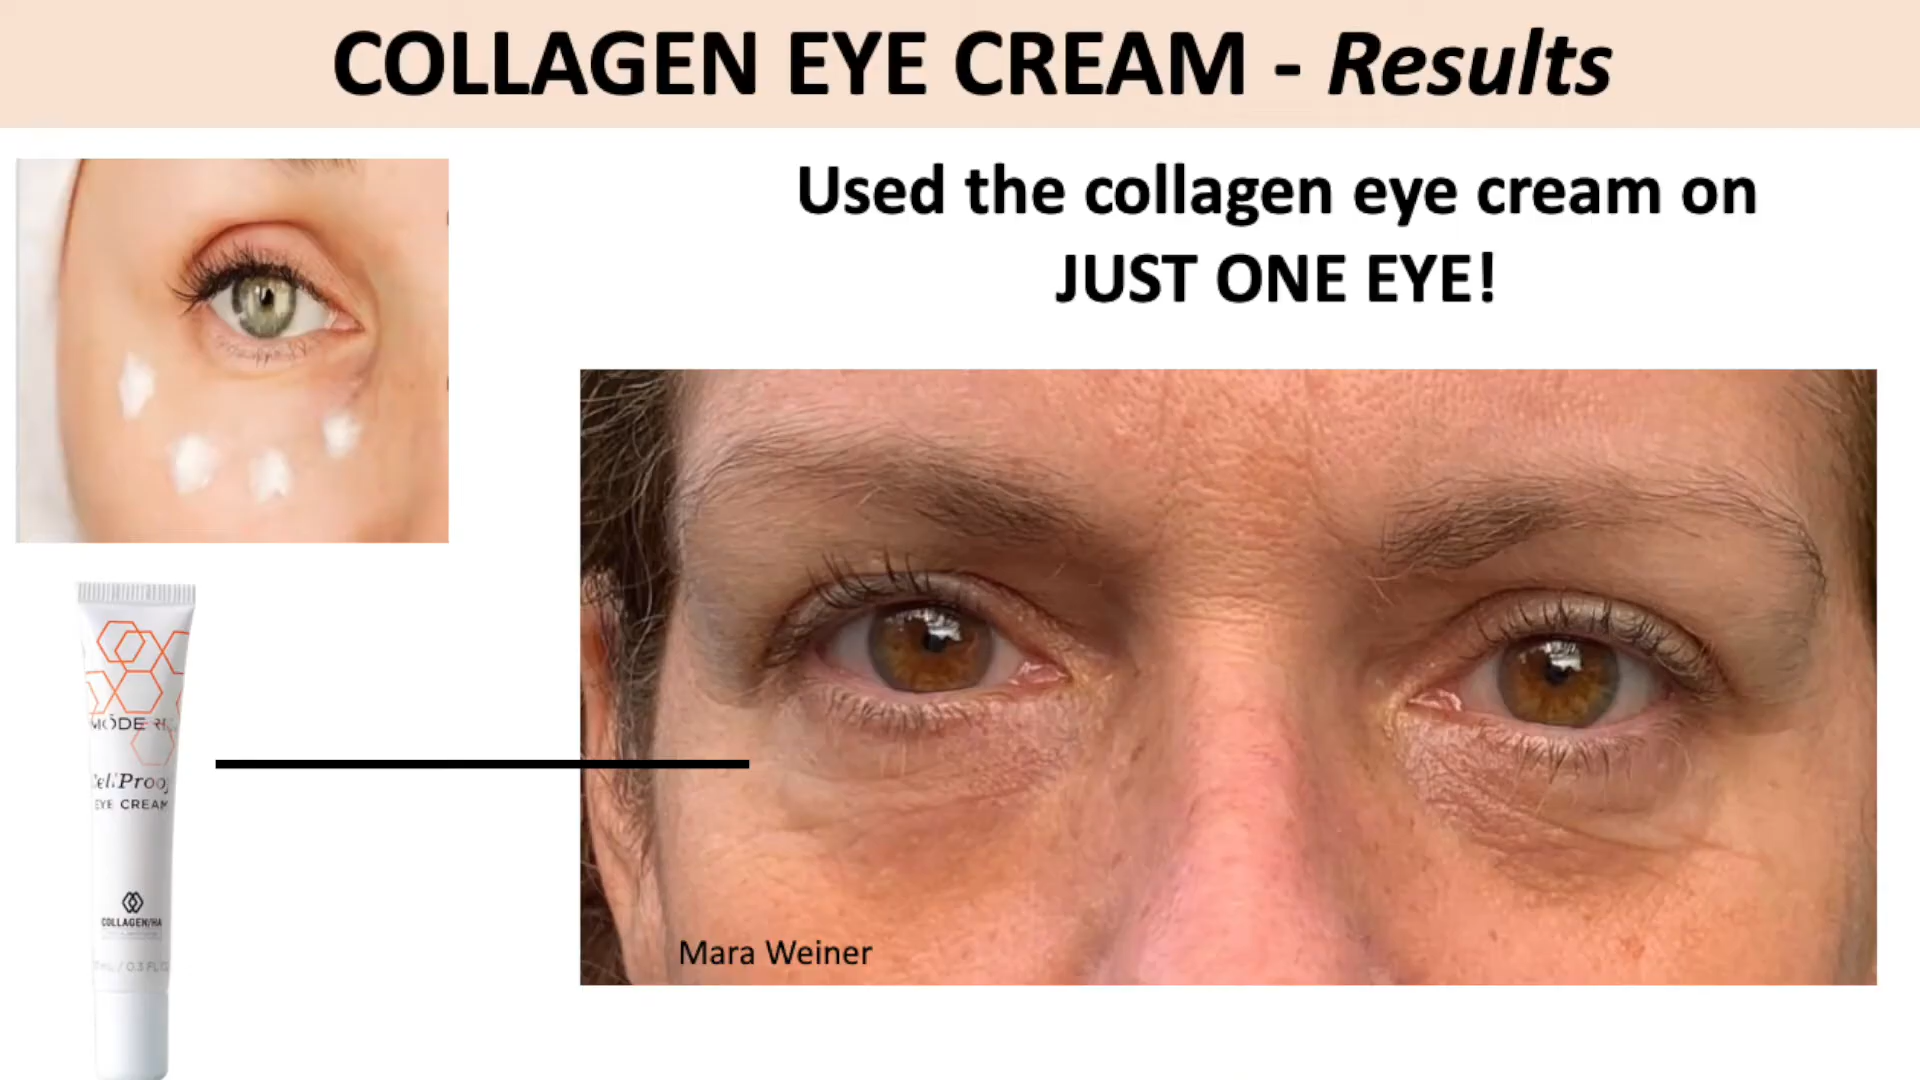 COLLAGEN EYE CREAM - Results
Used the collagen eye cream on
JUST ONE EYE!
EYE CREAM
COLLAGEN/HA
Mara Weiner